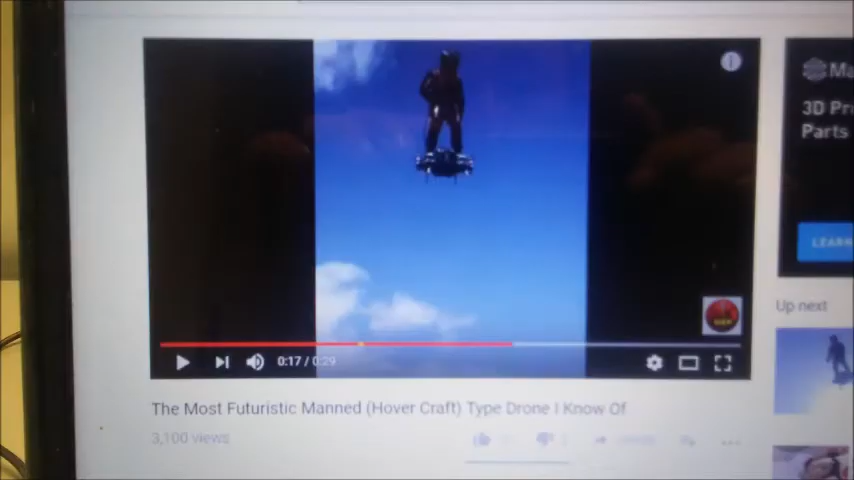 Ma
3D Pri
Parts
LEARN
Up next
0:17 / 0:29
The Most Futuristic Manned (Hover Craft) Type Drone I Know Of
3,100 views